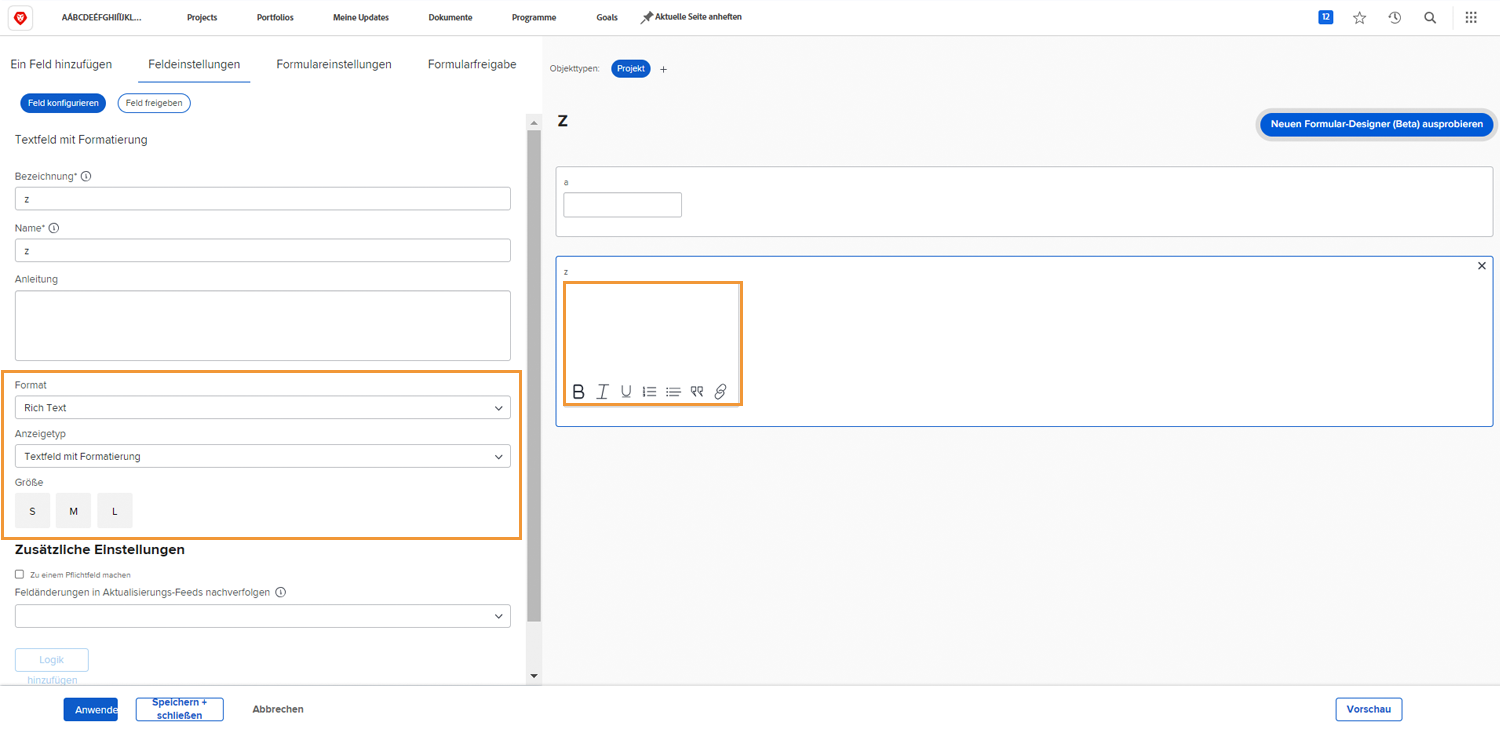 AÁBCDEÉFGHIÍÏJKL... Projects Portfolios Meine Updates Dokumente Programme Goals Aktuelle Seite anheften 12
Ein Feld hinzufügen Feldeinstellungen Formulareinstellungen Formularfreigabe
Feld konfigurieren Feld freigeben
Textfeld mit Formatierung
Bezeichnung*
z
Name*
z
Anleitung
Format
Rich Text
Anzeigetyp
Textfeld mit Formatierung
Größe
S M L
Zusätzliche EInstellungen
Zu einem Pflichtfeld machen
Feldänderungen in Aktualisierungs-Feeds nachverfolgen
Logik
hinzufügen
Objekttypen: Projekt +
Z
Neuen Formular-Designer (Beta) ausprobieren
a
z
B I U
Anwende
Speichern +
schließen
Abbrechen
Vorschau